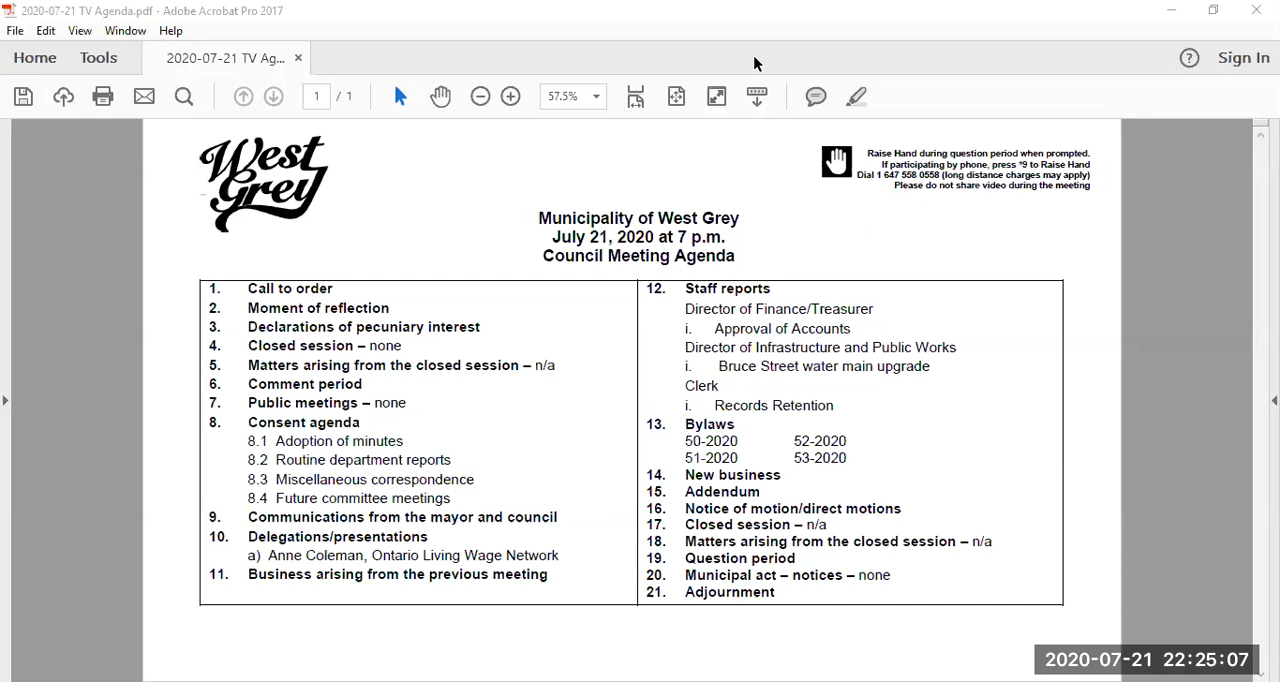 2020-07-21 TV Agenda.pdf - Adobe Acrobat Pro 2017
File Edit View Window Help
Home Tools 2020-07-21 TV Ag... × ? Sign In
1 / 1 57.5%
West
Grey
Raise Hand during question period when prompted.
If participating by phone, press *9 to Raise Hand
Dial 1 647 558 0558 (long distance charges may apply)
Please do not share video during the meeting
Municipality of West Grey
July 21, 2020 at 7 p.m.
Council Meeting Agenda
1. Call to order
2. Moment of reflection
3. Declarations of pecuniary interest
4. Closed session – none
5. Matters arising from the closed session – n/a
6. Comment period
7. Public meetings – none
8. Consent agenda
8.1 Adoption of minutes
8.2 Routine department reports
8.3 Miscellaneous correspondence
8.4 Future committee meetings
9. Communications from the mayor and council
10. Delegations/presentations
a) Anne Coleman, Ontario Living Wage Network
11. Business arising from the previous meeting
12. Staff reports
Director of Finance/Treasurer
i. Approval of Accounts
Director of Infrastructure and Public Works
i. Bruce Street water main upgrade
Clerk
i. Records Retention
13. Bylaws
50-2020 52-2020
51-2020 53-2020
14. New business
15. Addendum
16. Notice of motion/direct motions
17. Closed session – n/a
18. Matters arising from the closed session – n/a
19. Question period
20. Municipal act – notices – none
21. Adjournment
2020-07-21 22:25:07